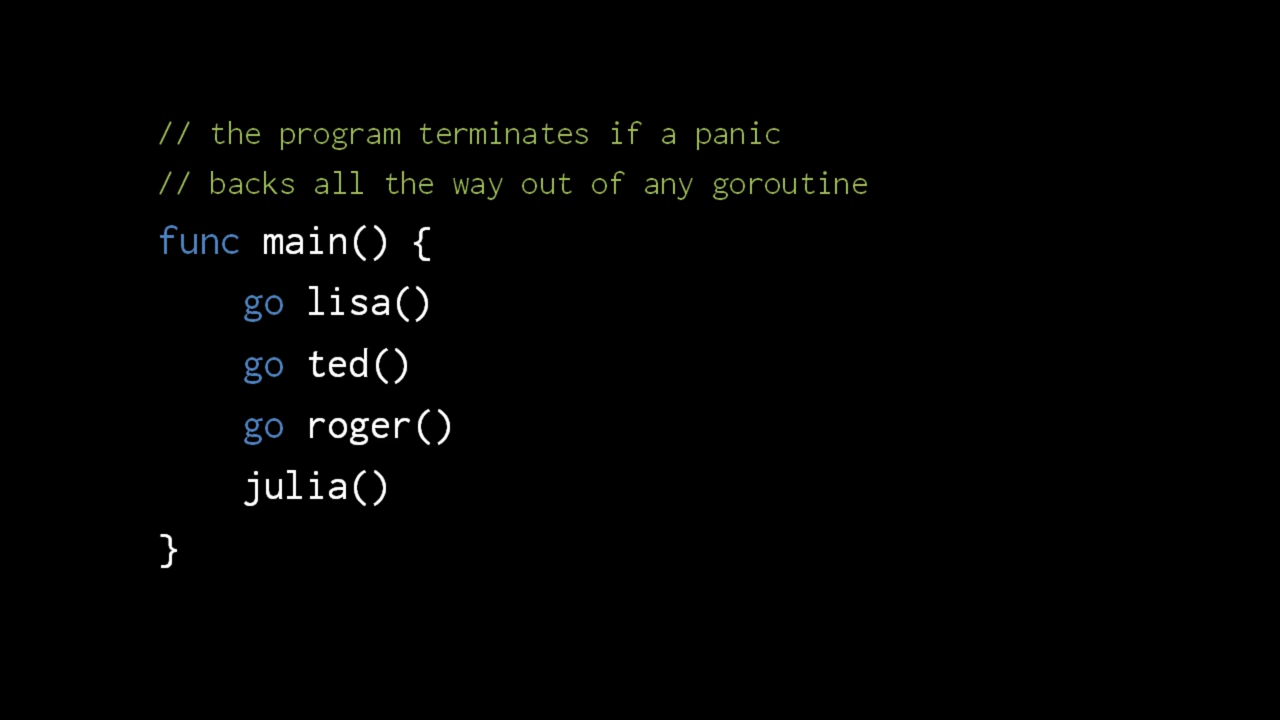 // the program terminates if a panic
// backs all the way out of any goroutine
func main() {
    go lisa()
    go ted()
    go roger()
    julia()
}